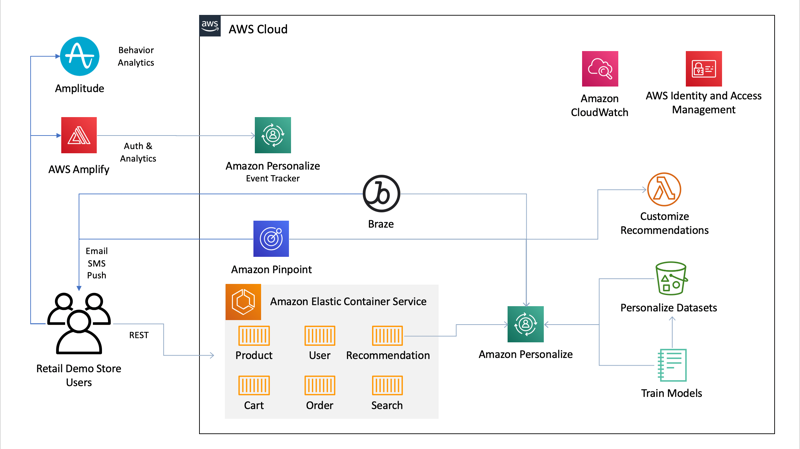 aws
AWS Cloud
Behavior
Analytics
Amplitude
Amazon
CloudWatch
AWS Identity and Access
Management
AWS Amplify
Auth &
Analytics
Amazon Personalize
Event Tracker
b
Braze
Customize
Recommendations
Email
SMS
Push
Amazon Pinpoint
Amazon Elastic Container Service
Personalize Datasets
REST
Product
User
Recommendation
Amazon Personalize
Retail Demo Store
Users
Cart
Order
Search
Train Models